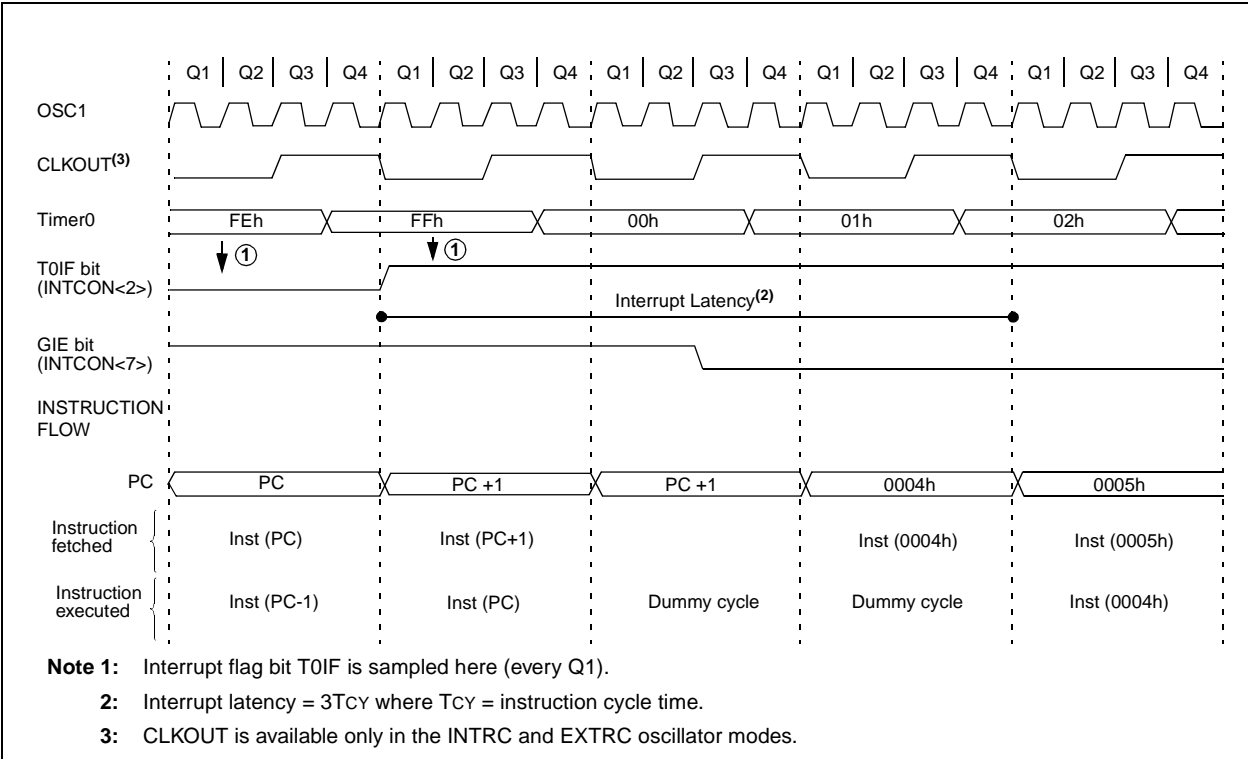 Q1 Q2 Q3 Q4 Q1 Q2 Q3 Q4 Q1 Q2 Q3 Q4 Q1 Q2 Q3 Q4 Q1 Q2 Q3 Q4
OSC1
CLKOUT(3)
Timer0 FEh FFh 00h 01h 02h
1 1
T0IF bit
(INTCON<2>)
Interrupt Latency(2)
GIE bit
(INTCON<7>)
INSTRUCTION
FLOW
PC PC PC +1 PC +1 0004h 0005h
Instruction
fetched
Inst (PC) Inst (PC+1) Inst (0004h) Inst (0005h)
Instruction
executed
Inst (PC-1) Inst (PC) Dummy cycle Dummy cycle Inst (0004h)
Note 1: Interrupt flag bit T0IF is sampled here (every Q1).
2: Interrupt latency = 3TCY where TCY = instruction cycle time.
3: CLKOUT is available only in the INTRC and EXTRC oscillator modes.